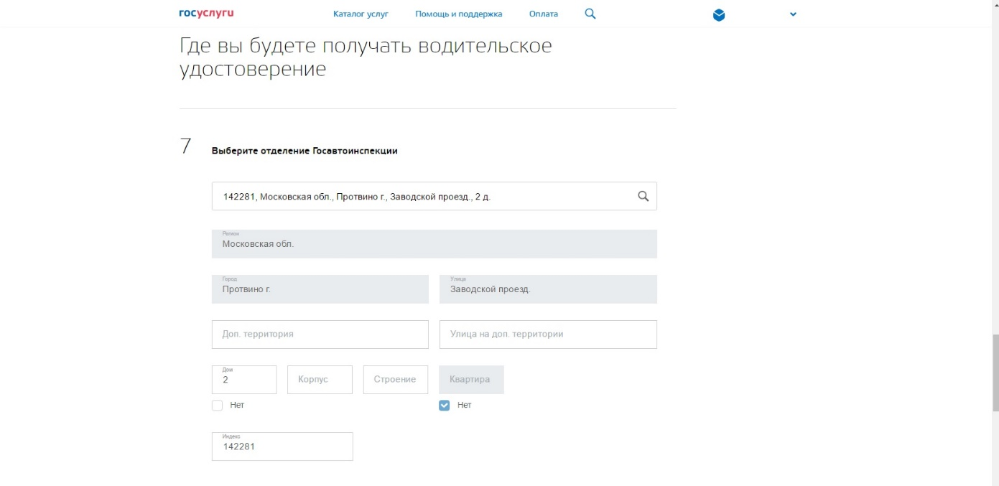 госуслуги Каталог услуг Помощь и поддержка Оплата
Где вы будете получать водительское
удостоверение
7 Выберите отделение Госавтоинспекции
142281, Московская обл., Протвино г., Заводской проезд., 2 д.
Регион
Московская обл.
Город Улица
Протвино г. Заводской проезд.
Доп. территория Улица на доп. территории
Дом
2 Корпус Строение Квартира
Нет Нет
Индекс
142281